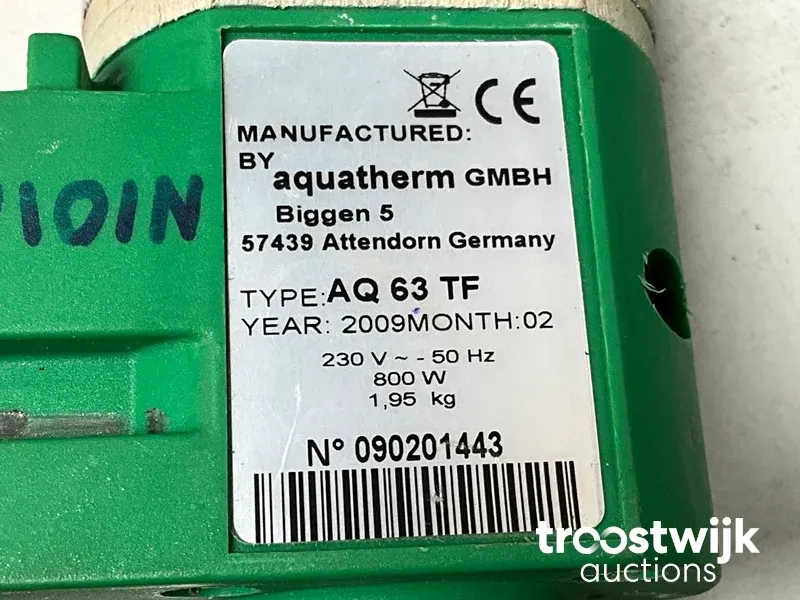 MANUFACTURED:
BY
aquatherm GMBH
Biggen 5
57439 Attendorn Germany
TYPE:AQ 63 TF
YEAR: 2009MONTH:02
230 V ~ - 50 Hz
800 W
1,95 kg
N° 090201443
troostwijk
auctions